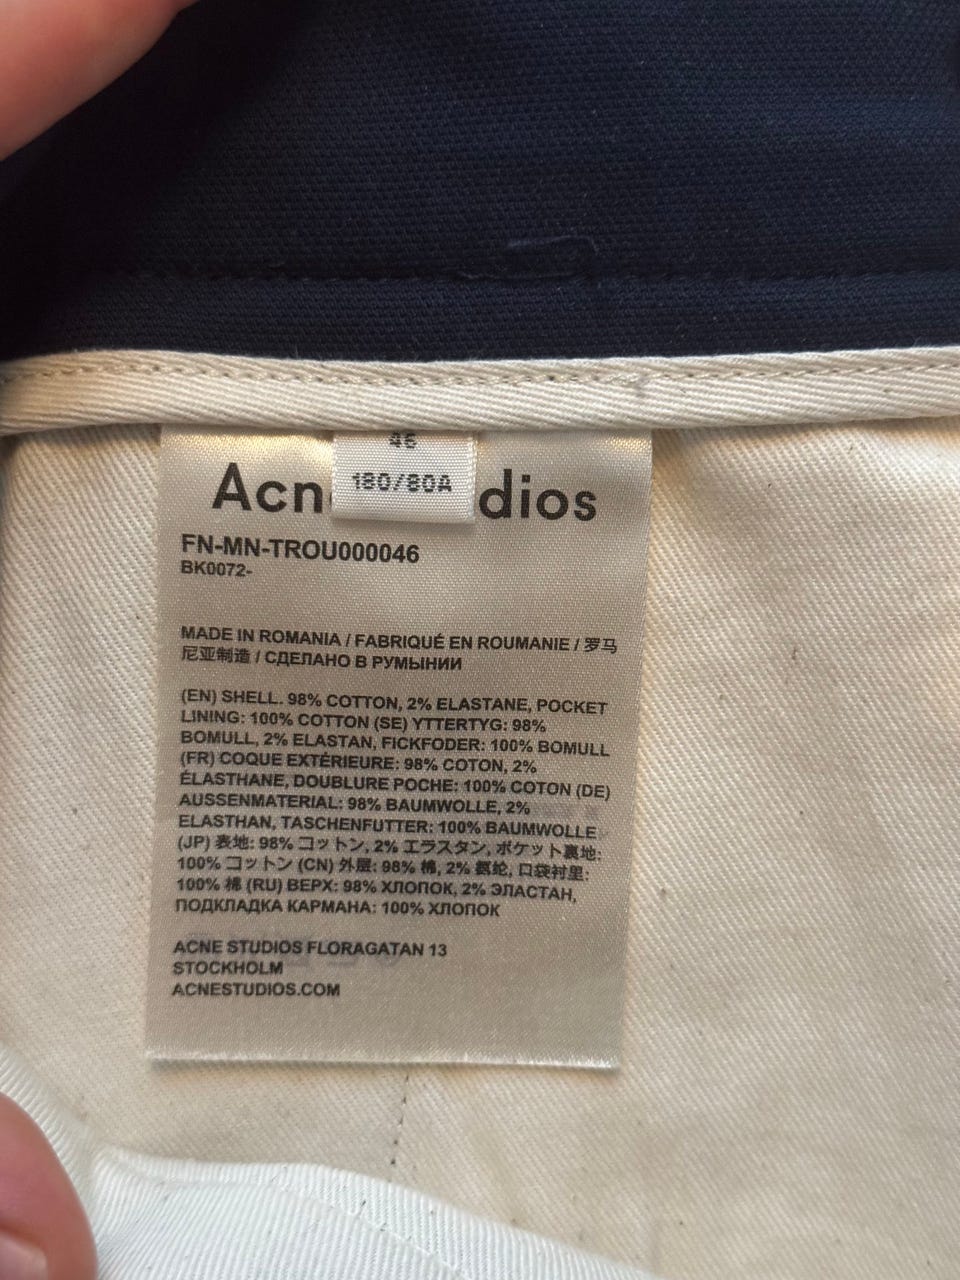 46
180/80A
Acn dios
FN-MN-TROU000046
BK0072-
MADE IN ROMANIA / FABRIQUÉ EN ROUMANIE / 罗马
尼亚制造 / СДЕЛАНО В РУМЫНИИ
(EN) SHELL. 98% COTTON, 2% ELASTANE, POCKET
LINING: 100% COTTON (SE) YTTERTYG: 98%
BOMULL, 2% ELASTAN, FICKFODER: 100% BOMULL
(FR) COQUE EXTÉRIEURE: 98% COTON, 2%
ÉLASTHANE, DOUBLURE POCHE: 100% COTON (DE)
AUSSENMATERIAL: 98% BAUMWOLLE, 2%
ELASTHAN, TASCHENFUTTER: 100% BAUMWOLLE
(JP) 表地: 98% コットン, 2% エラスタン, ポケット裏地:
100% コットン (CN) 外层: 98% 棉, 2% 氨纶, 口袋衬里:
100% 棉 (RU) ВЕРХ: 98% ХЛОПОК, 2% ЭЛАСТАН,
ПОДКЛАДКА КАРМАНА: 100% ХЛОПОК
ACNE STUDIOS FLORAGATAN 13
STOCKHOLM
ACNESTUDIOS.COM